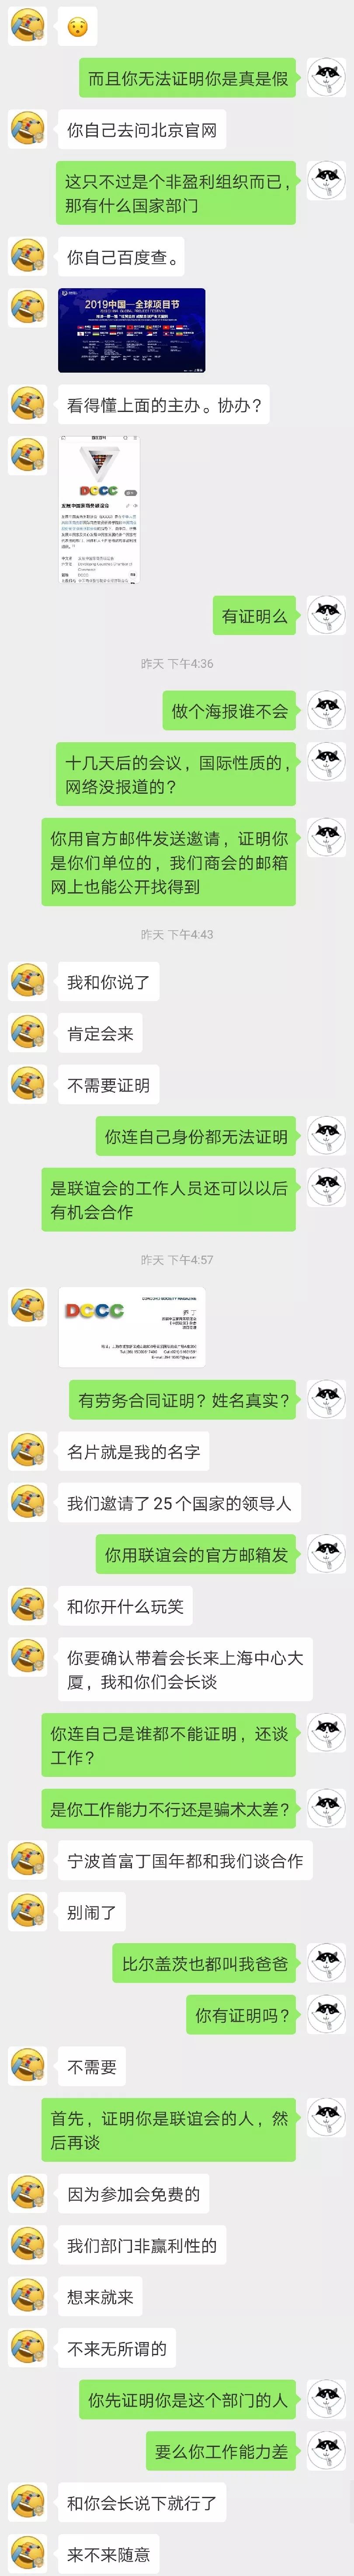 而且你无法证明你是真是假
你自己去问北京官网
这只不过是个非盈利组织而已，
那有什么国家部门
你自己百度查。
2019中国—全球项目节
看得懂上面的主办。协办？
DCCC
发展中国家商务联谊会
有证明么
昨天 下午4:36
做个海报谁不会
十几天后的会议，国际性质的，
网络没报道的？
你用官方邮件发送邀请，证明你
是你们单位的，我们商会的邮箱
网上也能公开找得到
昨天 下午4:43
我和你说了
肯定会来
不需要证明
你连自己身份都无法证明
是联谊会的工作人员还可以以后
有机会合作
昨天 下午4:57
DCCC
有劳务合同证明？姓名真实？
名片就是我的名字
我们邀请了25个国家的领导人
你用联谊会的官方邮箱发
和你开什么玩笑
你要确认带着会长来上海中心大
厦，我和你们会长谈
你连自己是谁都不能证明，还谈
工作？
是你工作能力不行还是骗术太差？
宁波首富丁国年都和我们谈合作
别闹了
比尔盖茨也都叫我爸爸
你有证明吗？
不需要
首先，证明你是联谊会的人，然
后再谈
因为参加会免费的
我们部门非赢利性的
想来就来
不来无所谓的
你先证明你是这个部门的人
要么你工作能力差
和你会长说下就行了
来不来随意